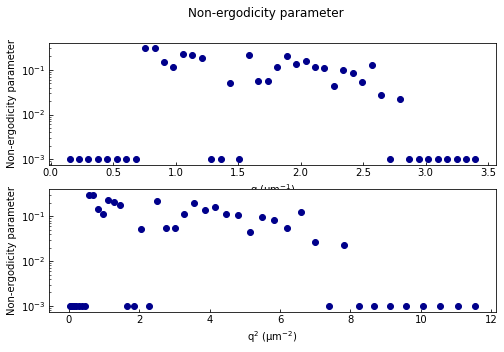 Non-ergodicity parameter
Non-ergodicity parameter
10⁻¹
10⁻²
10⁻³
0.0 0.5 1.0 1.5 2.0 2.5 3.0 3.5
q (μm⁻¹)
Non-ergodicity parameter
10⁻¹
10⁻²
10⁻³
0 2 4 6 8 10 12
q² (μm⁻²)